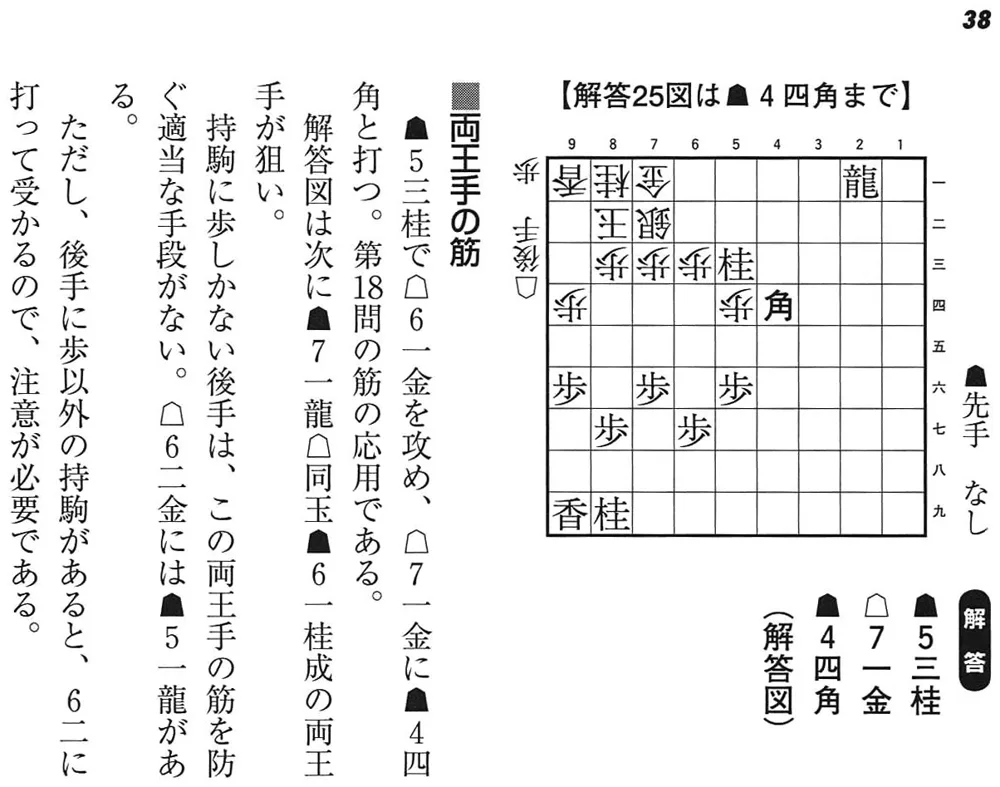 38
【解答25図は☗4四角まで】
9 8 7 6 5 4 3 2 1
香桂金龍一
王銀二
歩歩歩桂三
歩歩角四
五
歩歩歩六
歩歩七
八
香桂九
☗先手 なし
☖後手 歩
解答
☗5三桂
☖7一金
☗4四角
(解答図)
■両王手の筋
☗5三桂で☖6一金を攻め、☖7一金に☗4四
角と打つ。第18問の筋の応用である。
解答図は次に☗7一龍☖同玉☗6一桂成の両王
手が狙い。
持駒に歩しかない後手は、この両王手の筋を防
ぐ適当な手段がない。☖6二金には☗5一龍があ
る。
ただし、後手に歩以外の持駒があると、6二に
打って受かるので、注意が必要である。